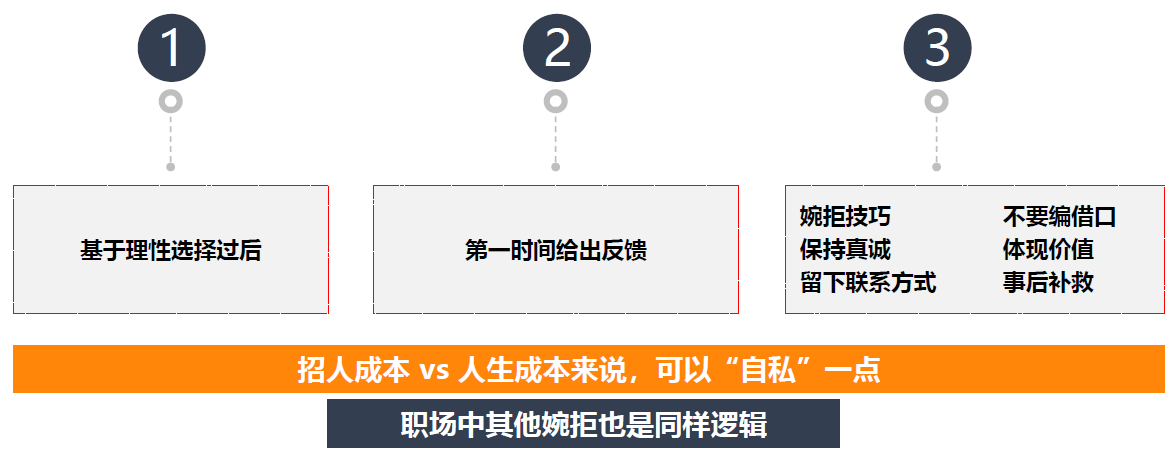 1
2
3
基于理性选择过后
第一时间给出反馈
婉拒技巧
保持真诚
留下联系方式
不要编借口
体现价值
事后补救
招人成本 vs 人生成本来说，可以“自私”一点
职场中其他婉拒也是同样逻辑